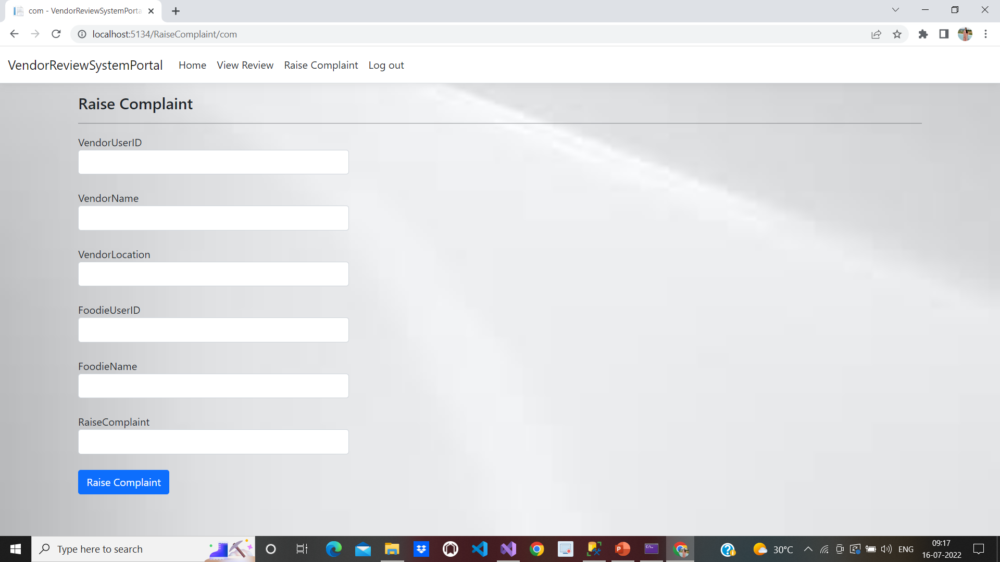 com - VendorReviewSystemPorta
localhost:5134/RaiseComplaint/com
VendorReviewSystemPortal Home View Review Raise Complaint Log out
Raise Complaint
VendorUserID
VendorName
VendorLocation
FoodieUserID
FoodieName
RaiseComplaint
Raise Complaint
Type here to search
30°C
ENG
09:17
16-07-2022